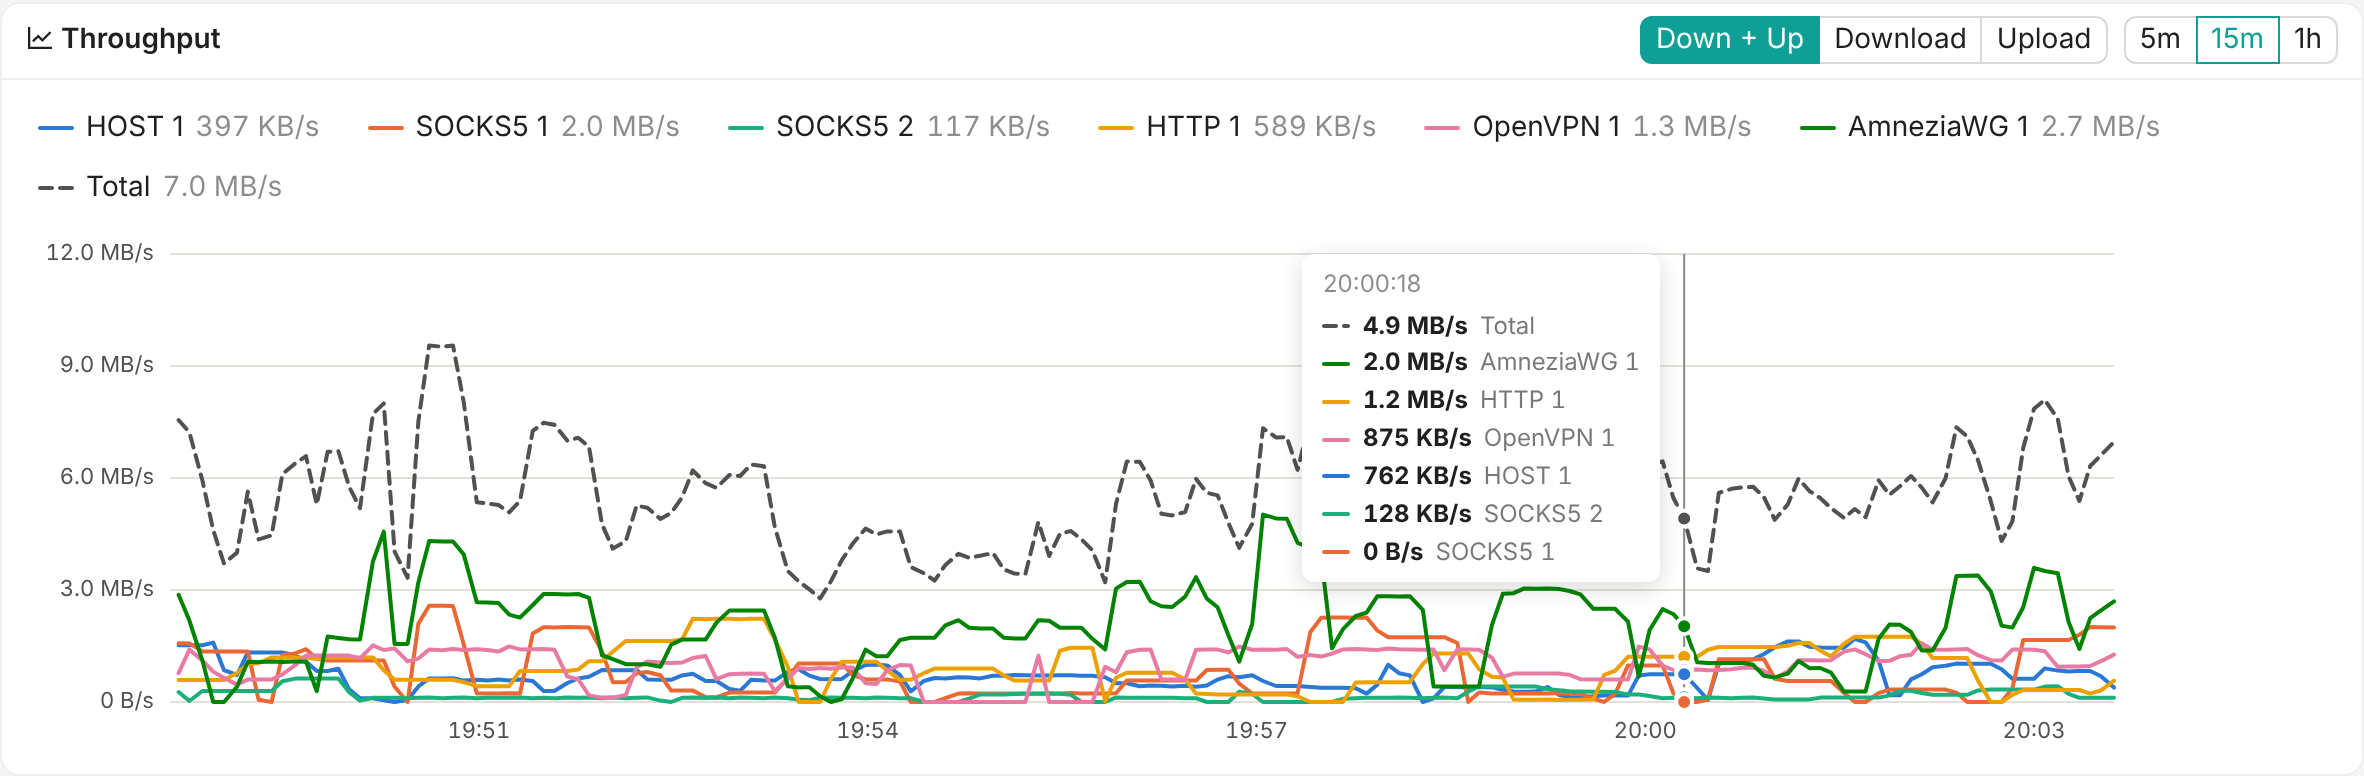 Throughput
Down + Up Download Upload 5m 15m 1h
HOST 1 397 KB/s SOCKS5 1 2.0 MB/s SOCKS5 2 117 KB/s HTTP 1 589 KB/s OpenVPN 1 1.3 MB/s AmneziaWG 1 2.7 MB/s
Total 7.0 MB/s
12.0 MB/s
9.0 MB/s
6.0 MB/s
3.0 MB/s
0 B/s
20:00:18
4.9 MB/s Total
2.0 MB/s AmneziaWG 1
1.2 MB/s HTTP 1
875 KB/s OpenVPN 1
762 KB/s HOST 1
128 KB/s SOCKS5 2
0 B/s SOCKS5 1
19:51 19:54 19:57 20:00 20:03